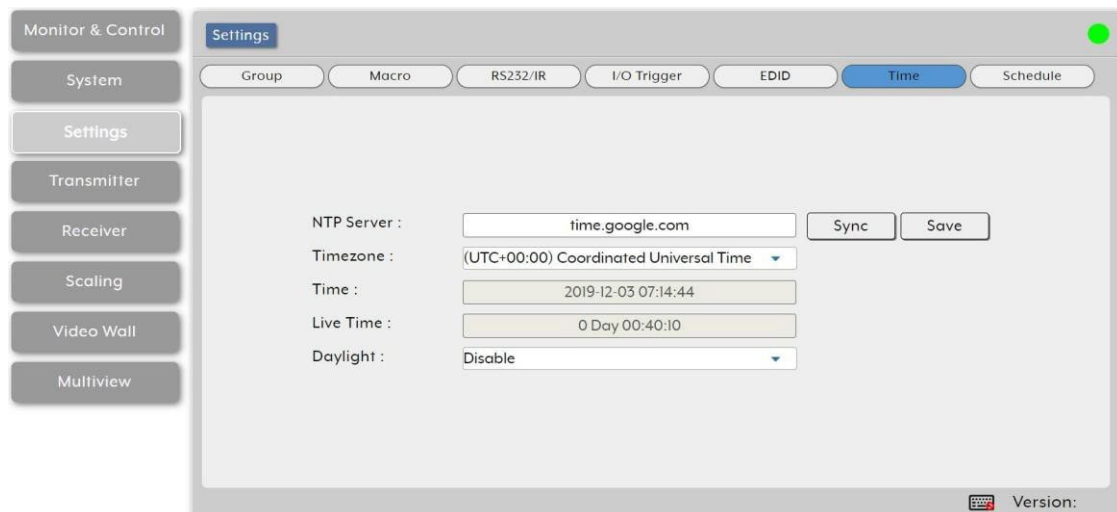 Monitor & Control
System
Settings
Transmitter
Receiver
Scaling
Video Wall
Multiview
Settings
Group Macro RS232/IR I/O Trigger EDID Time Schedule
NTP Server : time.google.com Sync Save
Timezone : (UTC+00:00) Coordinated Universal Time
Time : 2019-12-03 07:14:44
Live Time : 0 Day 00:40:10
Daylight : Disable
Version: